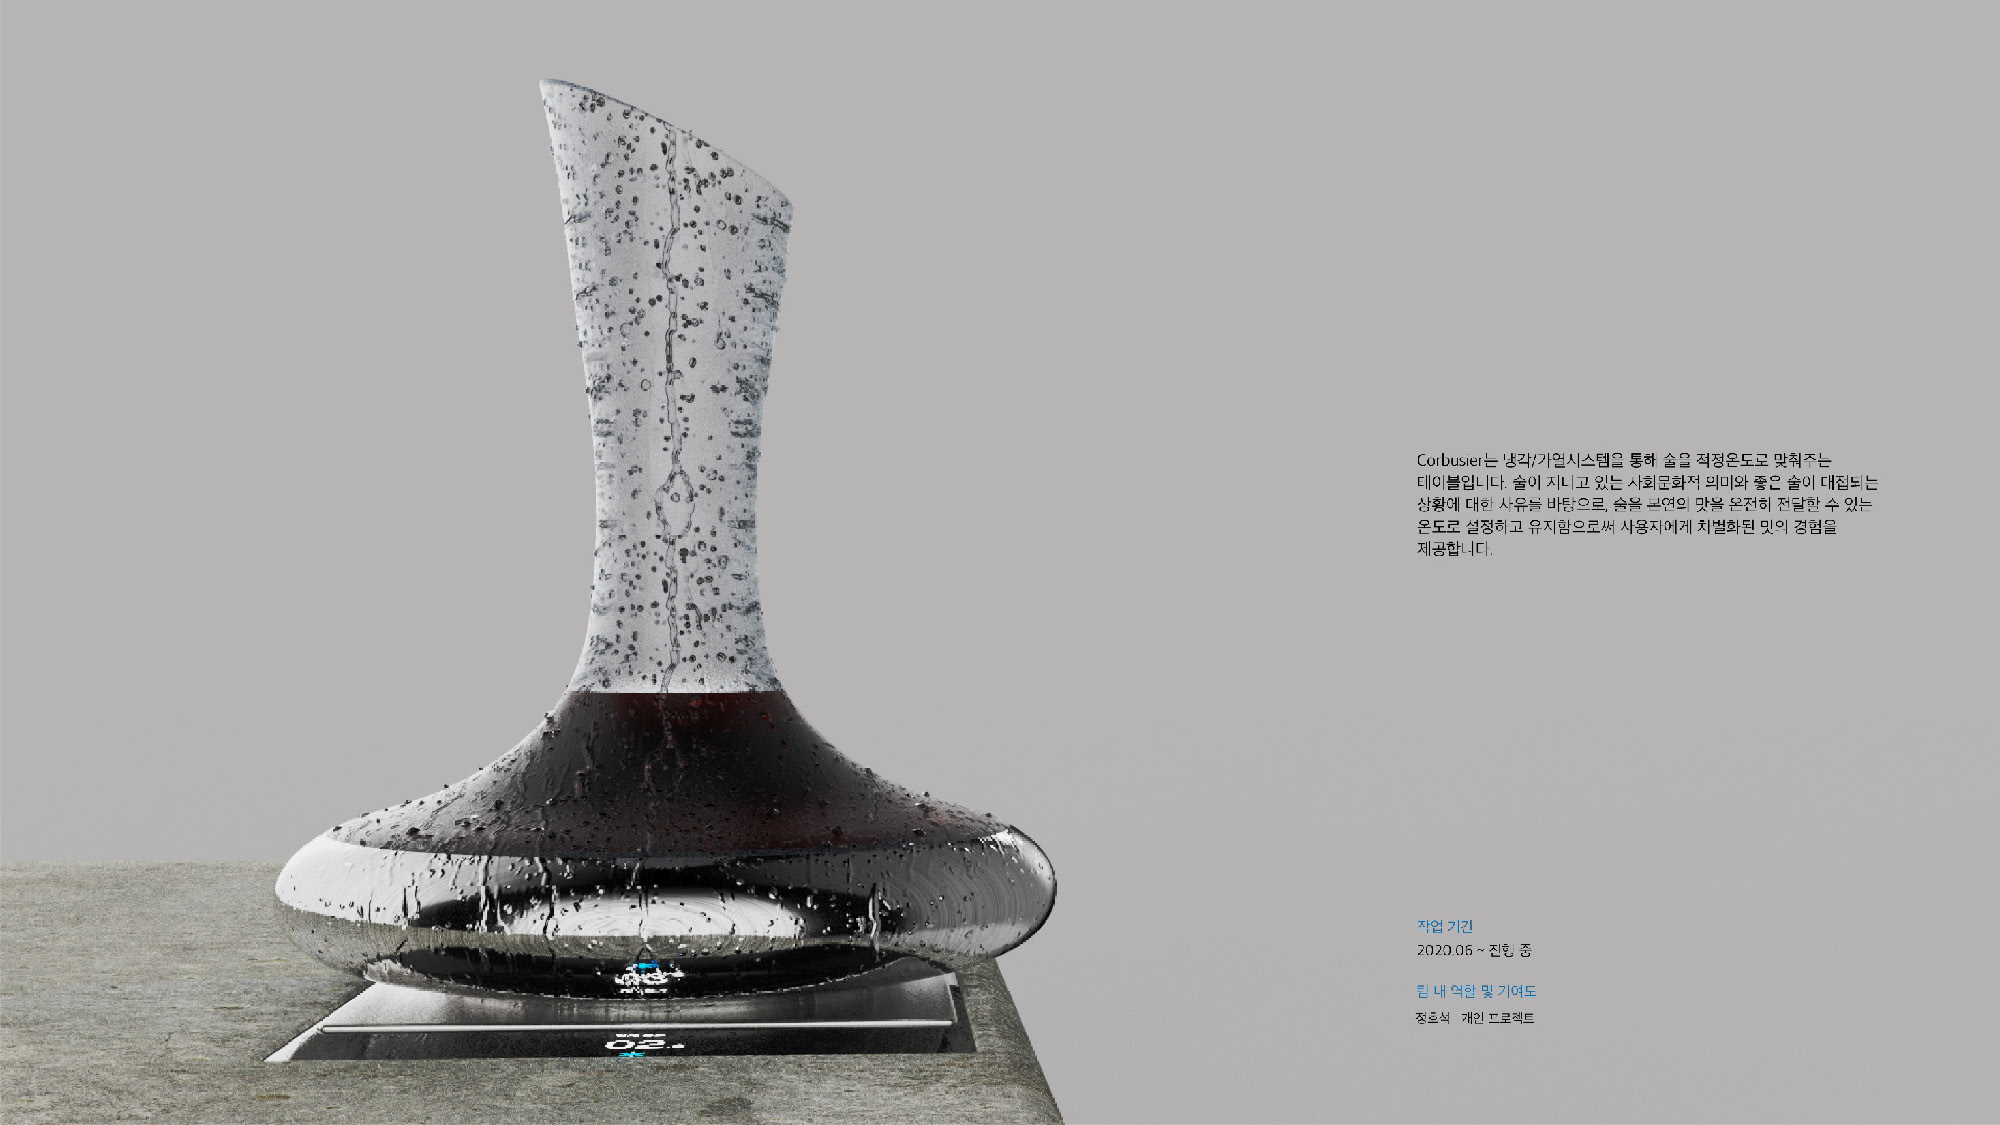 Corbusier는 냉각/가열시스템을 통해 술을 적정온도로 맞춰주는
테이블입니다. 술이 지니고 있는 사회문화적 의미와 좋은 술이 대접되는
상황에 대한 사유를 바탕으로, 술을 본연의 맛을 온전히 전달할 수 있는
온도로 설정하고 유지함으로써 사용자에게 차별화된 맛의 경험을
제공합니다.
작업 기간
2020.06 ~ 진행 중
팀 내 역할 및 기여도
정호석 개인 프로젝트
02